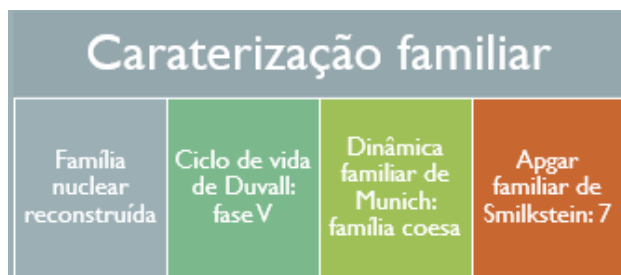 Caraterização familiar
Família
nuclear
reconstruída
Ciclo de vida
de Duvall:
fase V
Dinâmica
familiar de
Munich:
família coesa
Apgar
familiar de
Smilkstein: 7